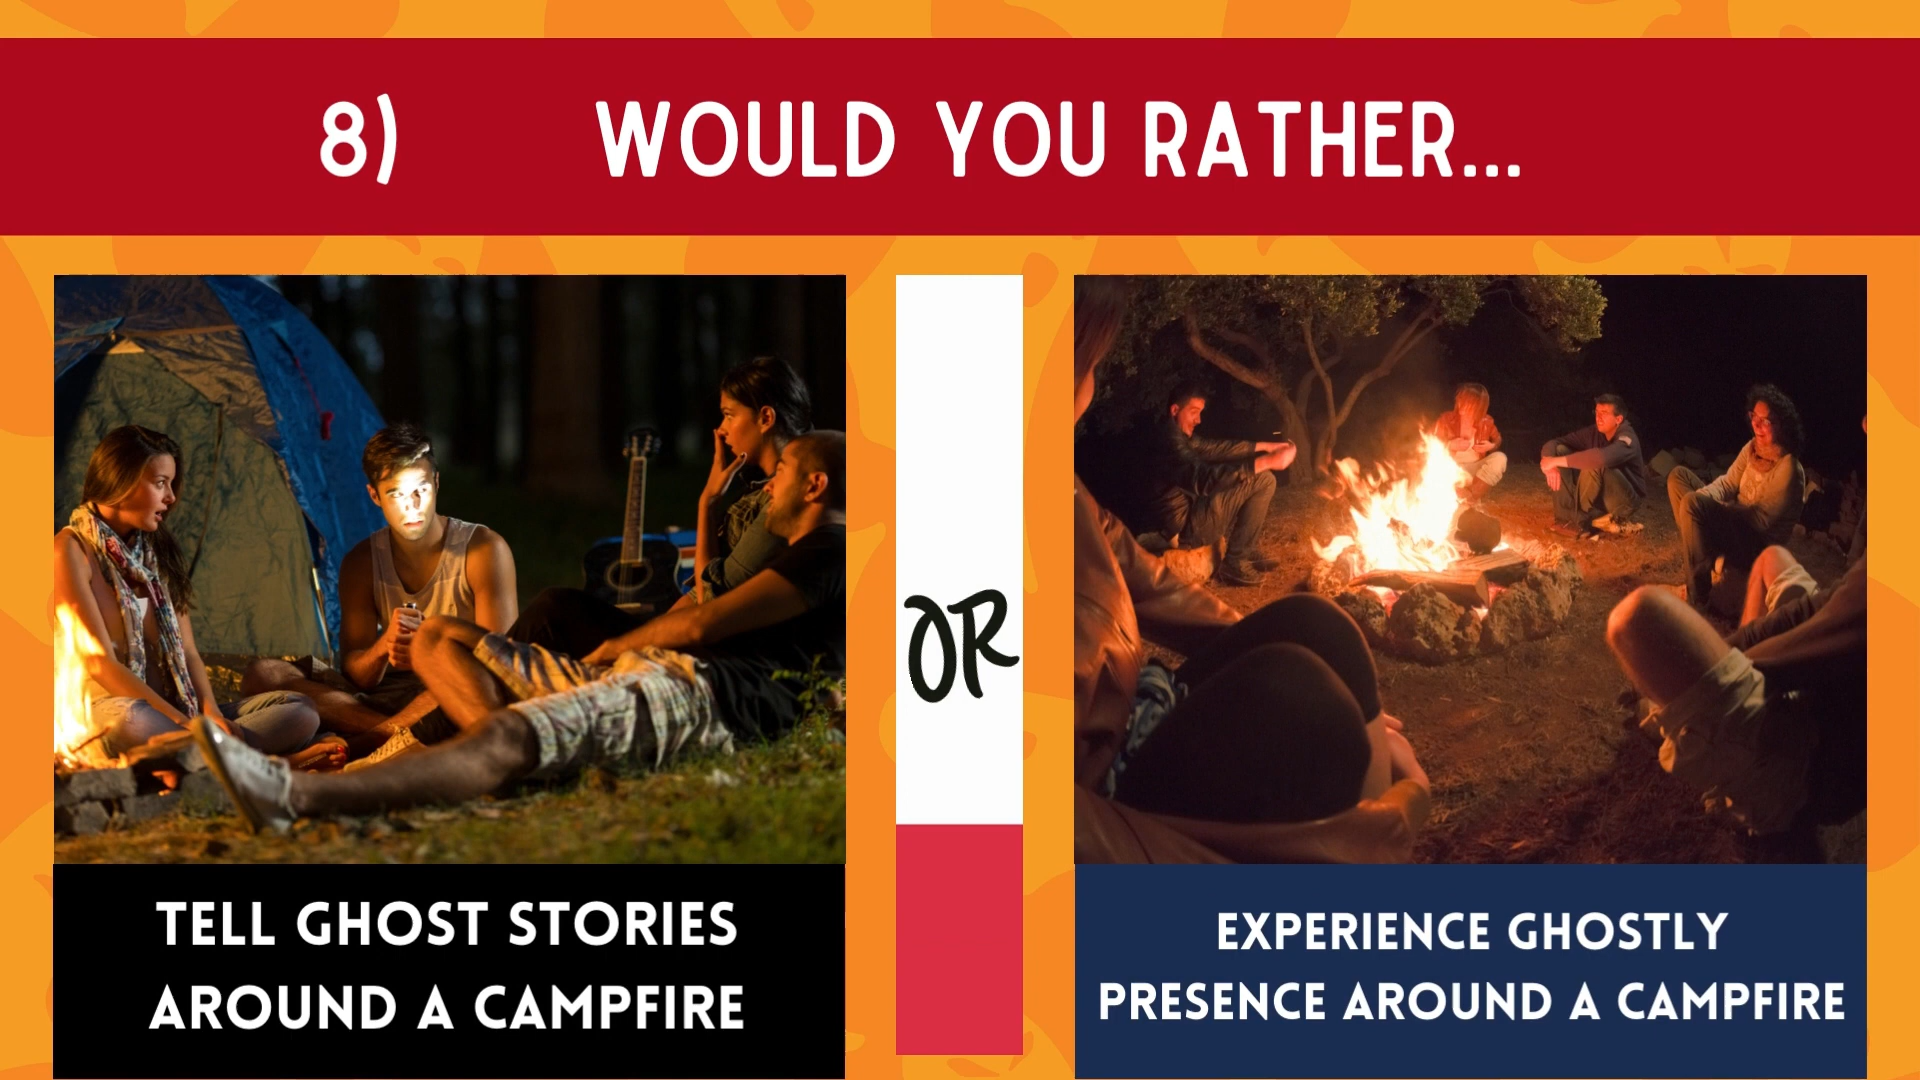 8) WOULD YOU RATHER...
OR
TELL GHOST STORIES
AROUND A CAMPFIRE
EXPERIENCE GHOSTLY
PRESENCE AROUND A CAMPFIRE